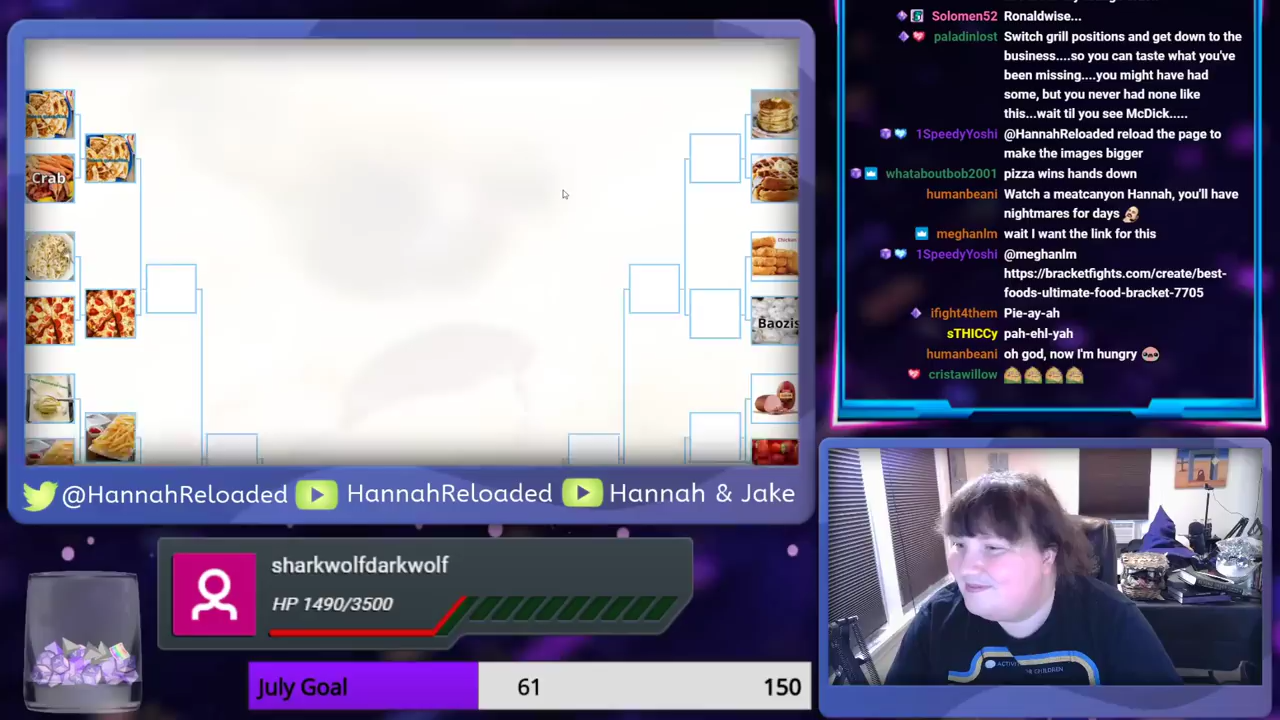 Crab
Chicken
Baozis
@HannahReloaded
HannahReloaded
Hannah & Jake
sharkwolfdarkwolf
HP 1490/3500
July Goal
61
150
Solomen52 Ronaldwise...
paladinlost Switch grill positions and get down to the
business....so you can taste what you've
been missing....you might have had
some, but you never had none like
this...wait til you see McDick.....
1SpeedyYoshi @HannahReloaded reload the page to
make the images bigger
whataboutbob2001 pizza wins hands down
humanbeani Watch a meatcanyon Hannah, you'll have
nightmares for days
meghanlm wait I want the link for this
1SpeedyYoshi @meghanlm
https://bracketfights.com/create/best-
foods-ultimate-food-bracket-7705
ifight4them Pie-ay-ah
sTHICCy pah-ehl-yah
humanbeani oh god, now I'm hungry
cristawillow